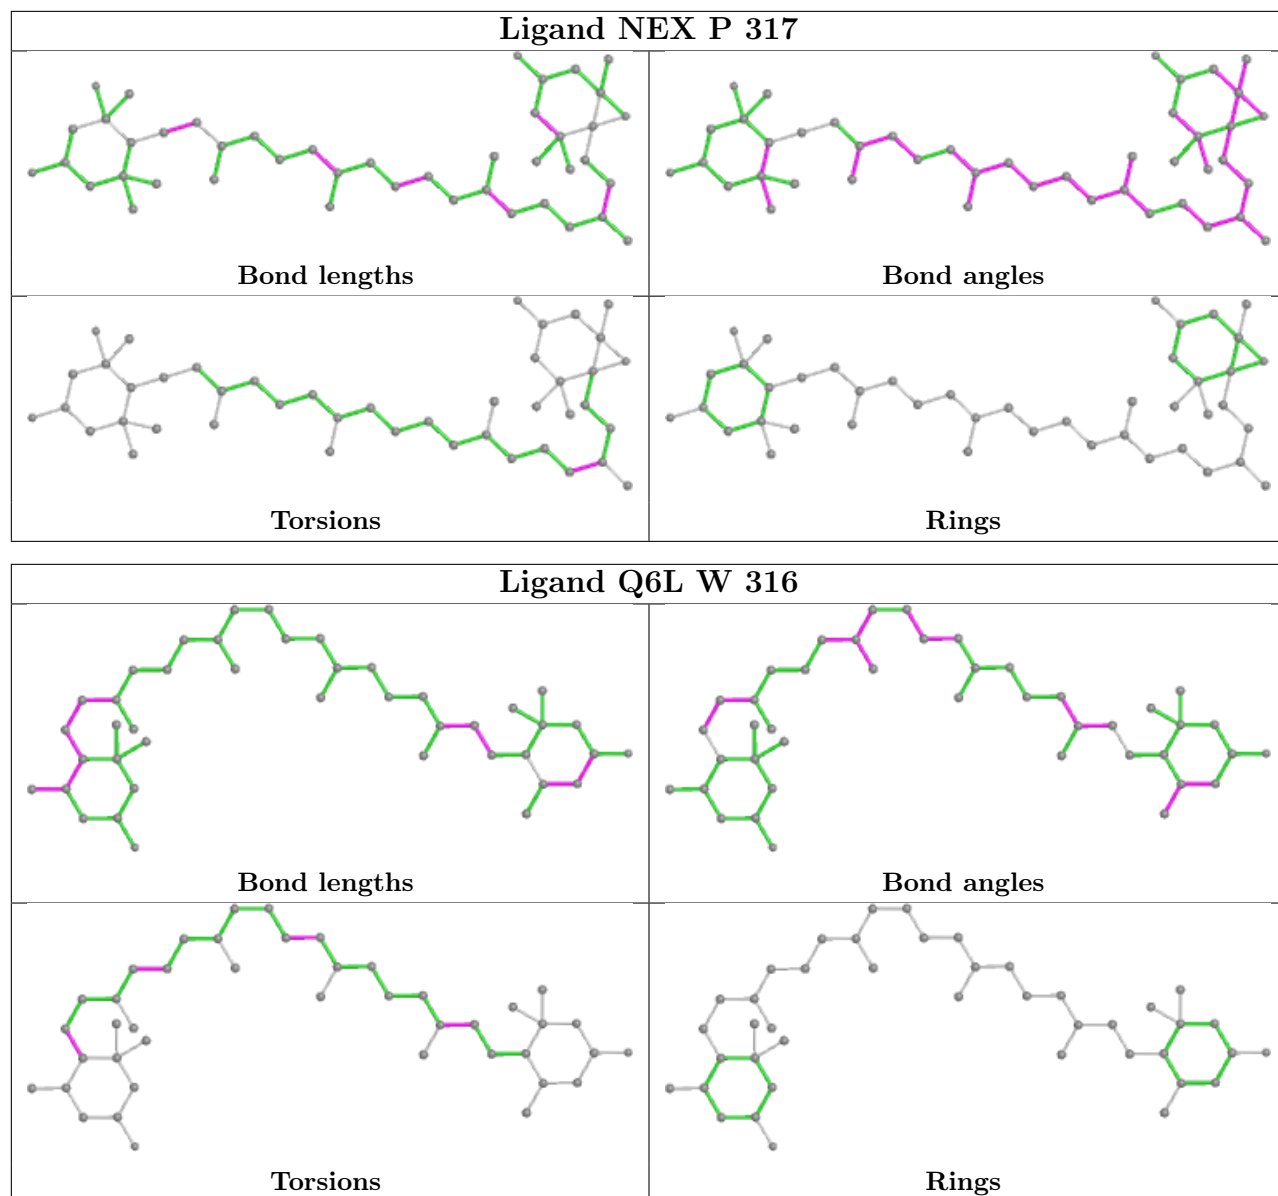 Ligand NEX P 317
Bond lengths
Bond angles
Torsions
Rings
Ligand Q6L W 316
Bond lengths
Bond angles
Torsions
Rings